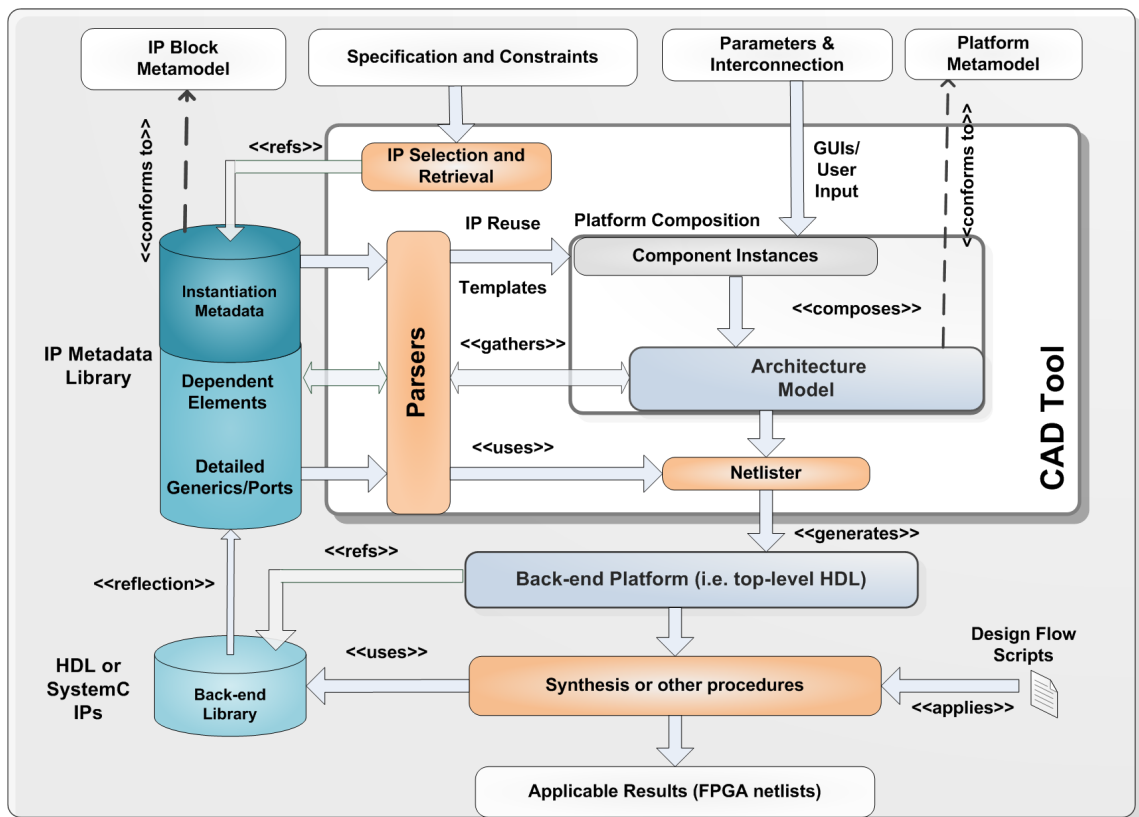 IP Block
Metamodel
Specification and Constraints
Parameters &
Interconnection
Platform
Metamodel
<<conforms to>>
<<refs>>
IP Selection and
Retrieval
GUIs/
User
Input
<<conforms to>>
IP Reuse
Platform Composition
Component Instances
Instantiation
Metadata
Templates
<<composes>>
IP Metadata
Library
<<gathers>>
Dependent
Elements
Parsers
Architecture
Model
CAD Tool
Detailed
Generics/Ports
<<uses>>
Netlister
<<generates>>
<<refs>>
<<reflection>>
Back-end Platform (i.e. top-level HDL)
Design Flow
Scripts
HDL or
SystemC
IPs
Back-end
Library
<<uses>>
Synthesis or other procedures
<<applies>>
Applicable Results (FPGA netlists)